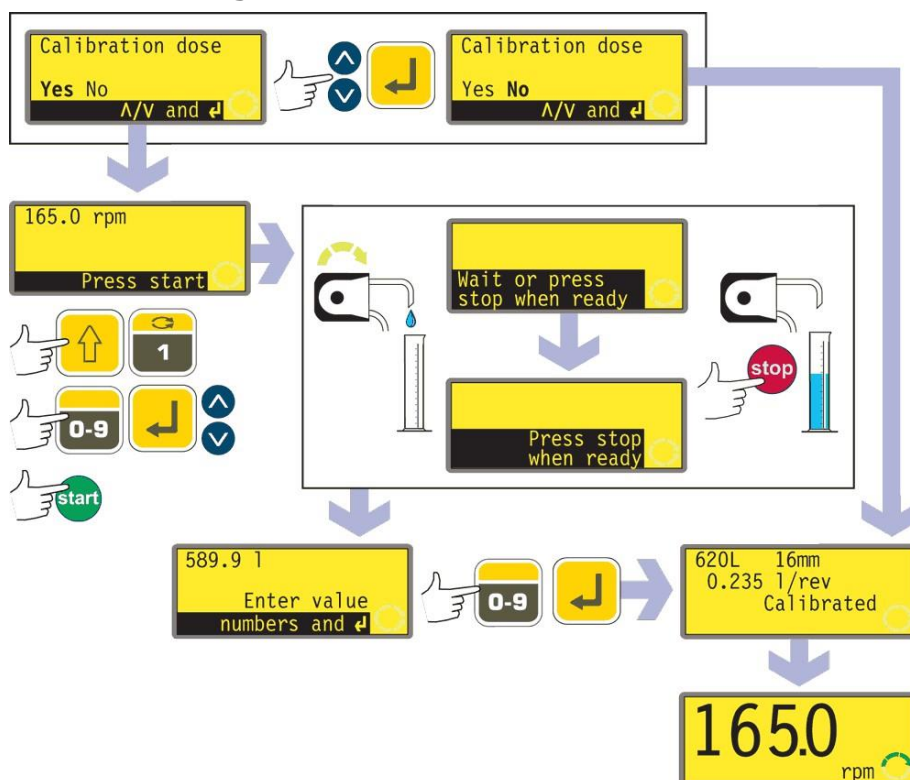 Calibration dose
Yes No
Λ/V and ↲
Calibration dose
Yes No
Λ/V and ↲
165.0 rpm
Press start
1
0-9
start
Wait or press
stop when ready
stop
Press stop
when ready
589.9 l
Enter value
numbers and ↲
0-9
620L 16mm
0.235 l/rev
Calibrated
165.0
rpm